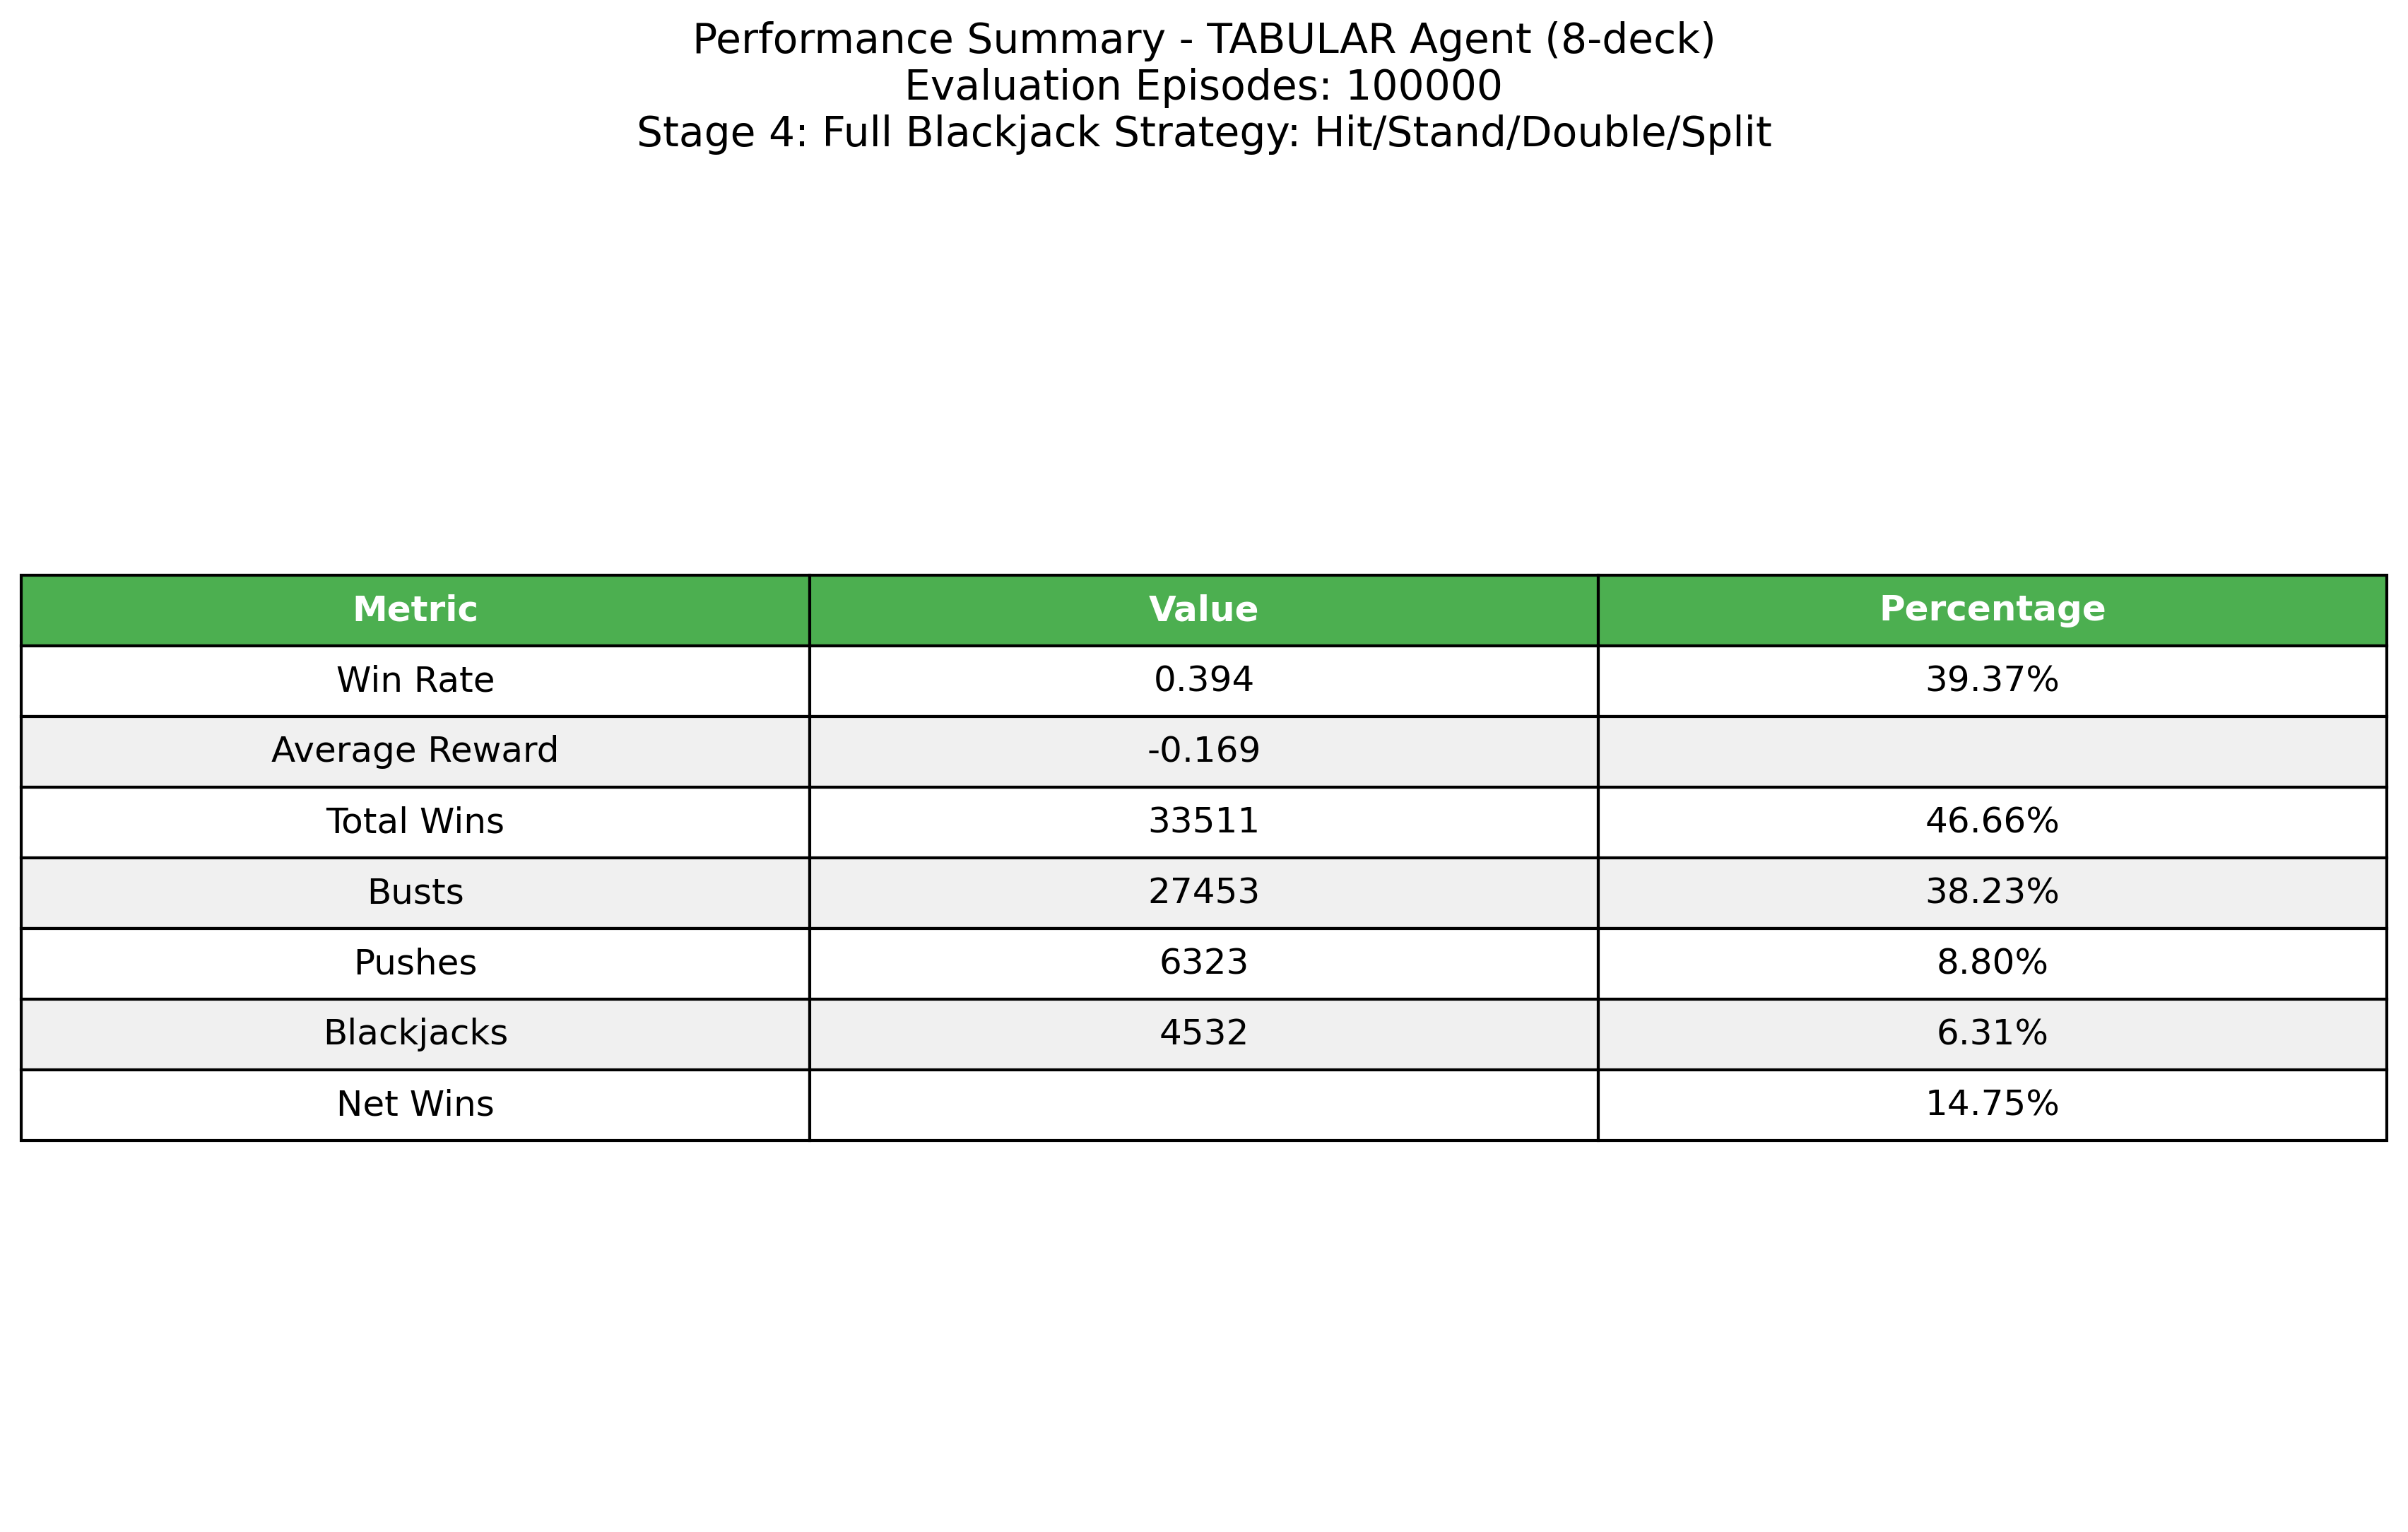 Performance Summary - TABULAR Agent (8-deck)
Evaluation Episodes: 100000
Stage 4: Full Blackjack Strategy: Hit/Stand/Double/Split
Metric Value Percentage
Win Rate 0.394 39.37%
Average Reward -0.169
Total Wins 33511 46.66%
Busts 27453 38.23%
Pushes 6323 8.80%
Blackjacks 4532 6.31%
Net Wins 14.75%